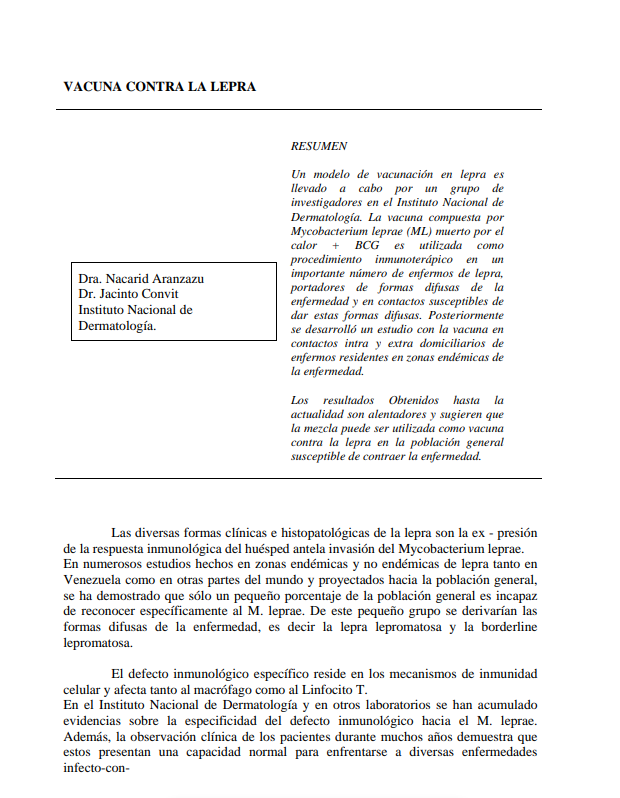 VACUNA CONTRA LA LEPRA
RESUMEN
Un modelo de vacunación en lepra es
llevado a cabo por un grupo de
investigadores en el Instituto Nacional de
Dermatología. La vacuna compuesta por
Mycobacterium leprae (ML) muerto por el
calor + BCG es utilizada como
procedimiento inmunoterápico en un
importante número de enfermos de lepra,
portadores de formas difusas de la
enfermedad y en contactos susceptibles de
dar estas formas difusas. Posteriormente
se desarrolló un estudio con la vacuna en
contactos intra y extra domiciliarios de
enfermos residentes en zonas endémicas de
la enfermedad.
Los resultados Obtenidos hasta la
actualidad son alentadores y sugieren que
la mezcla puede ser utilizada como vacuna
contra la lepra en la población general
susceptible de contraer la enfermedad.
Dra. Nacarid Aranzazu
Dr. Jacinto Convit
Instituto Nacional de
Dermatología.
Las diversas formas clínicas e histopatológicas de la lepra son la ex - presión
de la respuesta inmunológica del huésped antela invasión del Mycobacterium leprae.
En numerosos estudios hechos en zonas endémicas y no endémicas de lepra tanto en
Venezuela como en otras partes del mundo y proyectados hacia la población general,
se ha demostrado que sólo un pequeño porcentaje de la población general es incapaz
de reconocer específicamente al M. leprae. De este pequeño grupo se derivarían las
formas difusas de la enfermedad, es decir la lepra lepromatosa y la borderline
lepromatosa.
El defecto inmunológico específico reside en los mecanismos de inmunidad
celular y afecta tanto al macrófago como al Linfocito T.
En el Instituto Nacional de Dermatología y en otros laboratorios se han acumulado
evidencias sobre la especificidad del defecto inmunológico hacia el M. leprae.
Además, la observación clínica de los pacientes durante muchos años demuestra que
estos presentan una capacidad normal para enfrentarse a diversas enfermedades
infecto-con-